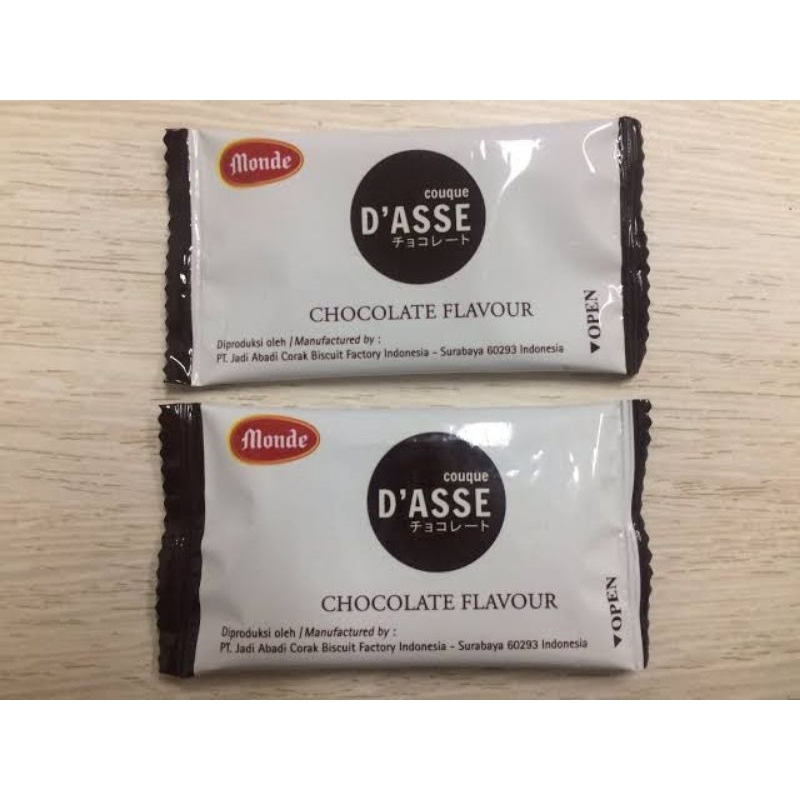 Monde
couque
D'ASSE
チョコレート
CHOCOLATE FLAVOUR
Diproduksi oleh / Manufactured by :
PT. Jadi Abadi Corak Biscuit Factory Indonesia - Surabaya 60293 Indonesia
▼OPEN
Monde
couque
D'ASSE
チョコレート
CHOCOLATE FLAVOUR
Diproduksi oleh / Manufactured by :
PT. Jadi Abadi Corak Biscuit Factory Indonesia - Surabaya 60293 Indonesia
▼OPEN